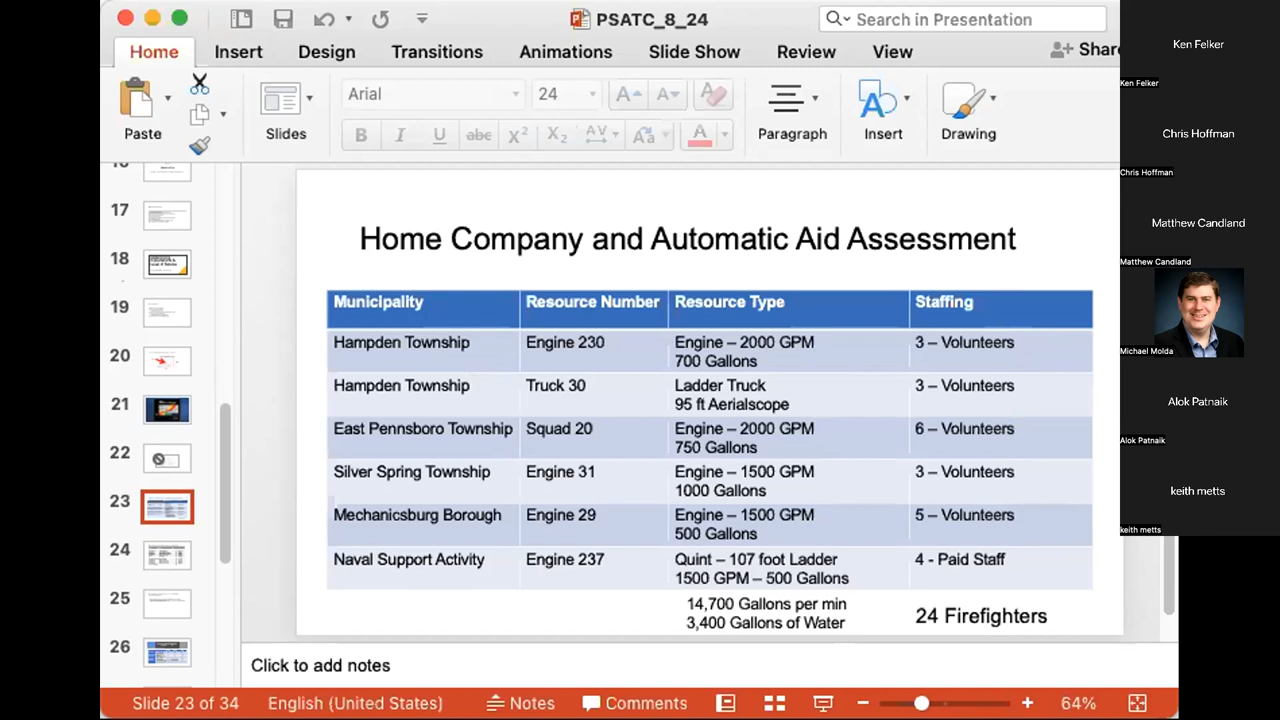 PSATC_8_24
Search in Presentation
Home
Insert
Design
Transitions
Animations
Slide Show
Review
View
Shar
Paste
Slides
Arial
24
B I U abc X² X₂ AV Aa A
Paragraph
Insert
Drawing
17
18
19
20
21
22
23
24
25
26
Home Company and Automatic Aid Assessment
Municipality Resource Number Resource Type Staffing
Hampden Township Engine 230 Engine – 2000 GPM 3 – Volunteers
700 Gallons
Hampden Township Truck 30 Ladder Truck 3 – Volunteers
95 ft Aerialscope
East Pennsboro Township Squad 20 Engine – 2000 GPM 6 – Volunteers
750 Gallons
Silver Spring Township Engine 31 Engine – 1500 GPM 3 – Volunteers
1000 Gallons
Mechanicsburg Borough Engine 29 Engine – 1500 GPM 5 – Volunteers
500 Gallons
Naval Support Activity Engine 237 Quint – 107 foot Ladder 4 - Paid Staff
1500 GPM – 500 Gallons
14,700 Gallons per min
3,400 Gallons of Water
24 Firefighters
Click to add notes
Slide 23 of 34
English (United States)
Notes
Comments
64%
Ken Felker
Ken Felker
Chris Hoffman
Chris Hoffman
Matthew Candland
Matthew Candland
Michael Molda
Alok Patnaik
Alok Patnaik
keith metts
keith metts